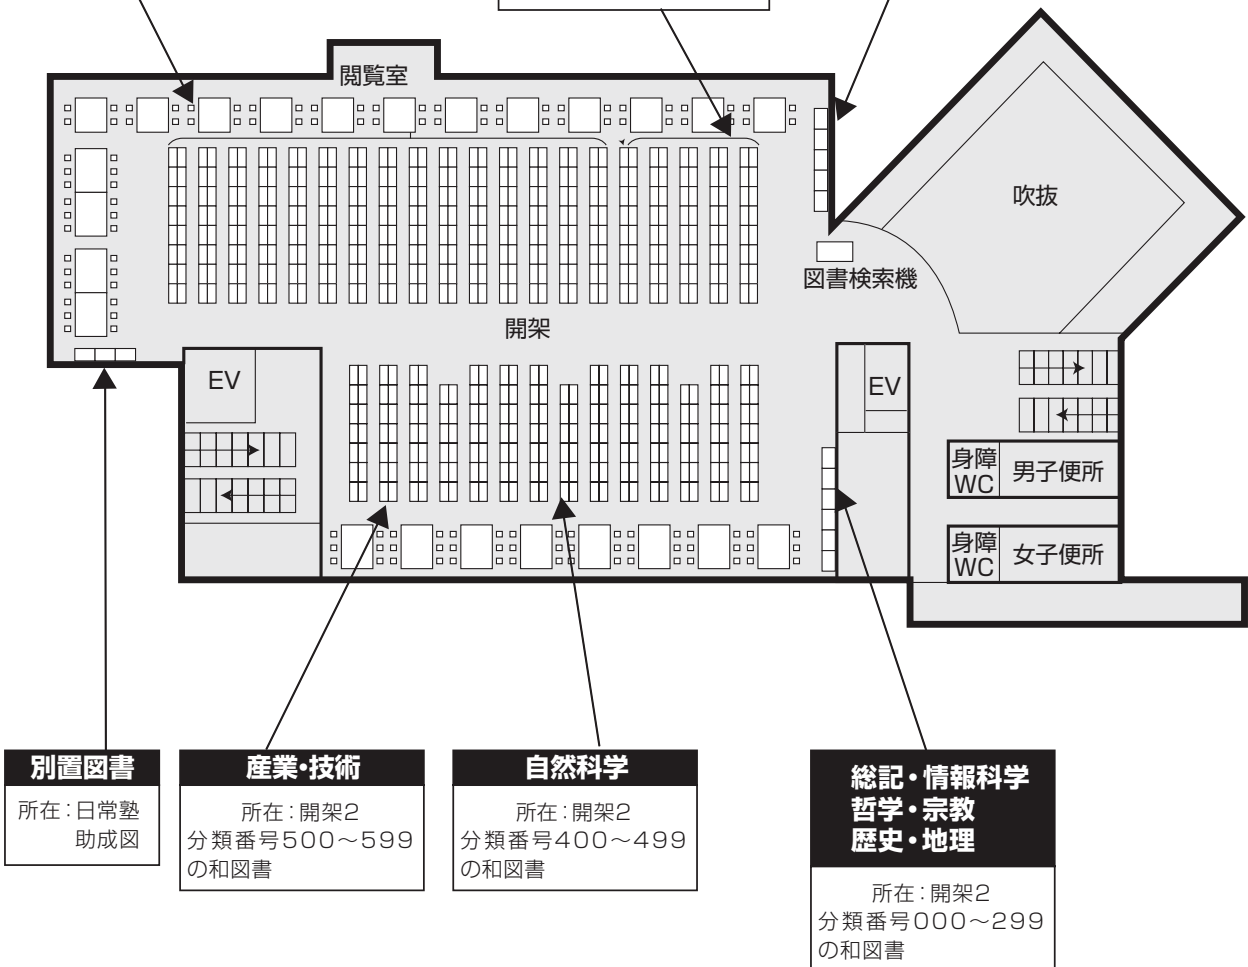 閲覧室
吹抜
図書検索機
開架
EV
EV
身障
WC
男子便所
身障
WC
女子便所
別置図書
所在：日常塾
助成図
産業・技術
所在：開架2
分類番号500～599
の和図書
自然科学
所在：開架2
分類番号400～499
の和図書
総記・情報科学
哲学・宗教
歴史・地理
所在：開架2
分類番号000～299
の和図書